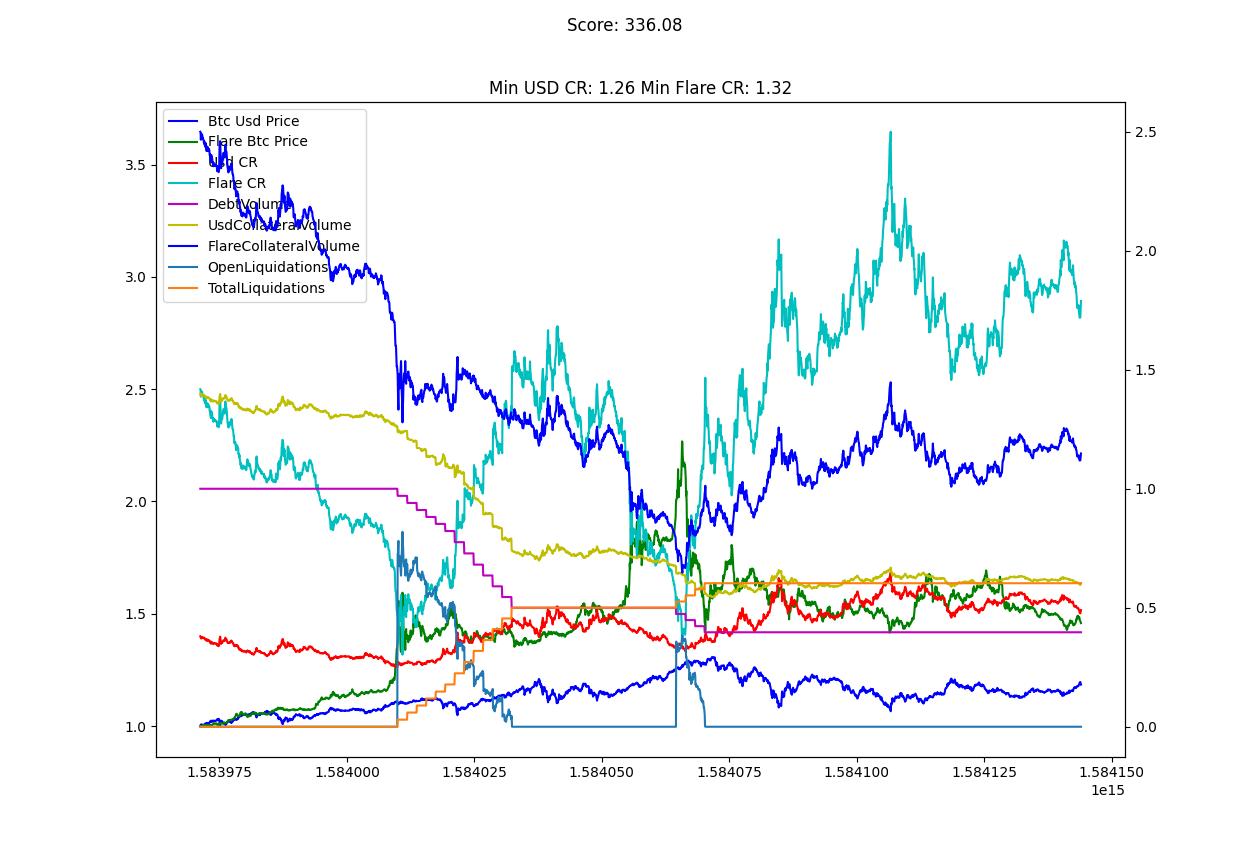 Score: 336.08
Min USD CR: 1.26 Min Flare CR: 1.32
Btc Usd Price
Flare Btc Price
Usd CR
Flare CR
DebtVolume
UsdCollateralVolume
FlareCollateralVolume
OpenLiquidations
TotalLiquidations
3.5
3.0
2.5
2.0
1.5
1.0
2.5
2.0
1.5
1.0
0.5
0.0
1.583975 1.584000 1.584025 1.584050 1.584075 1.584100 1.584125 1.584150
1e15